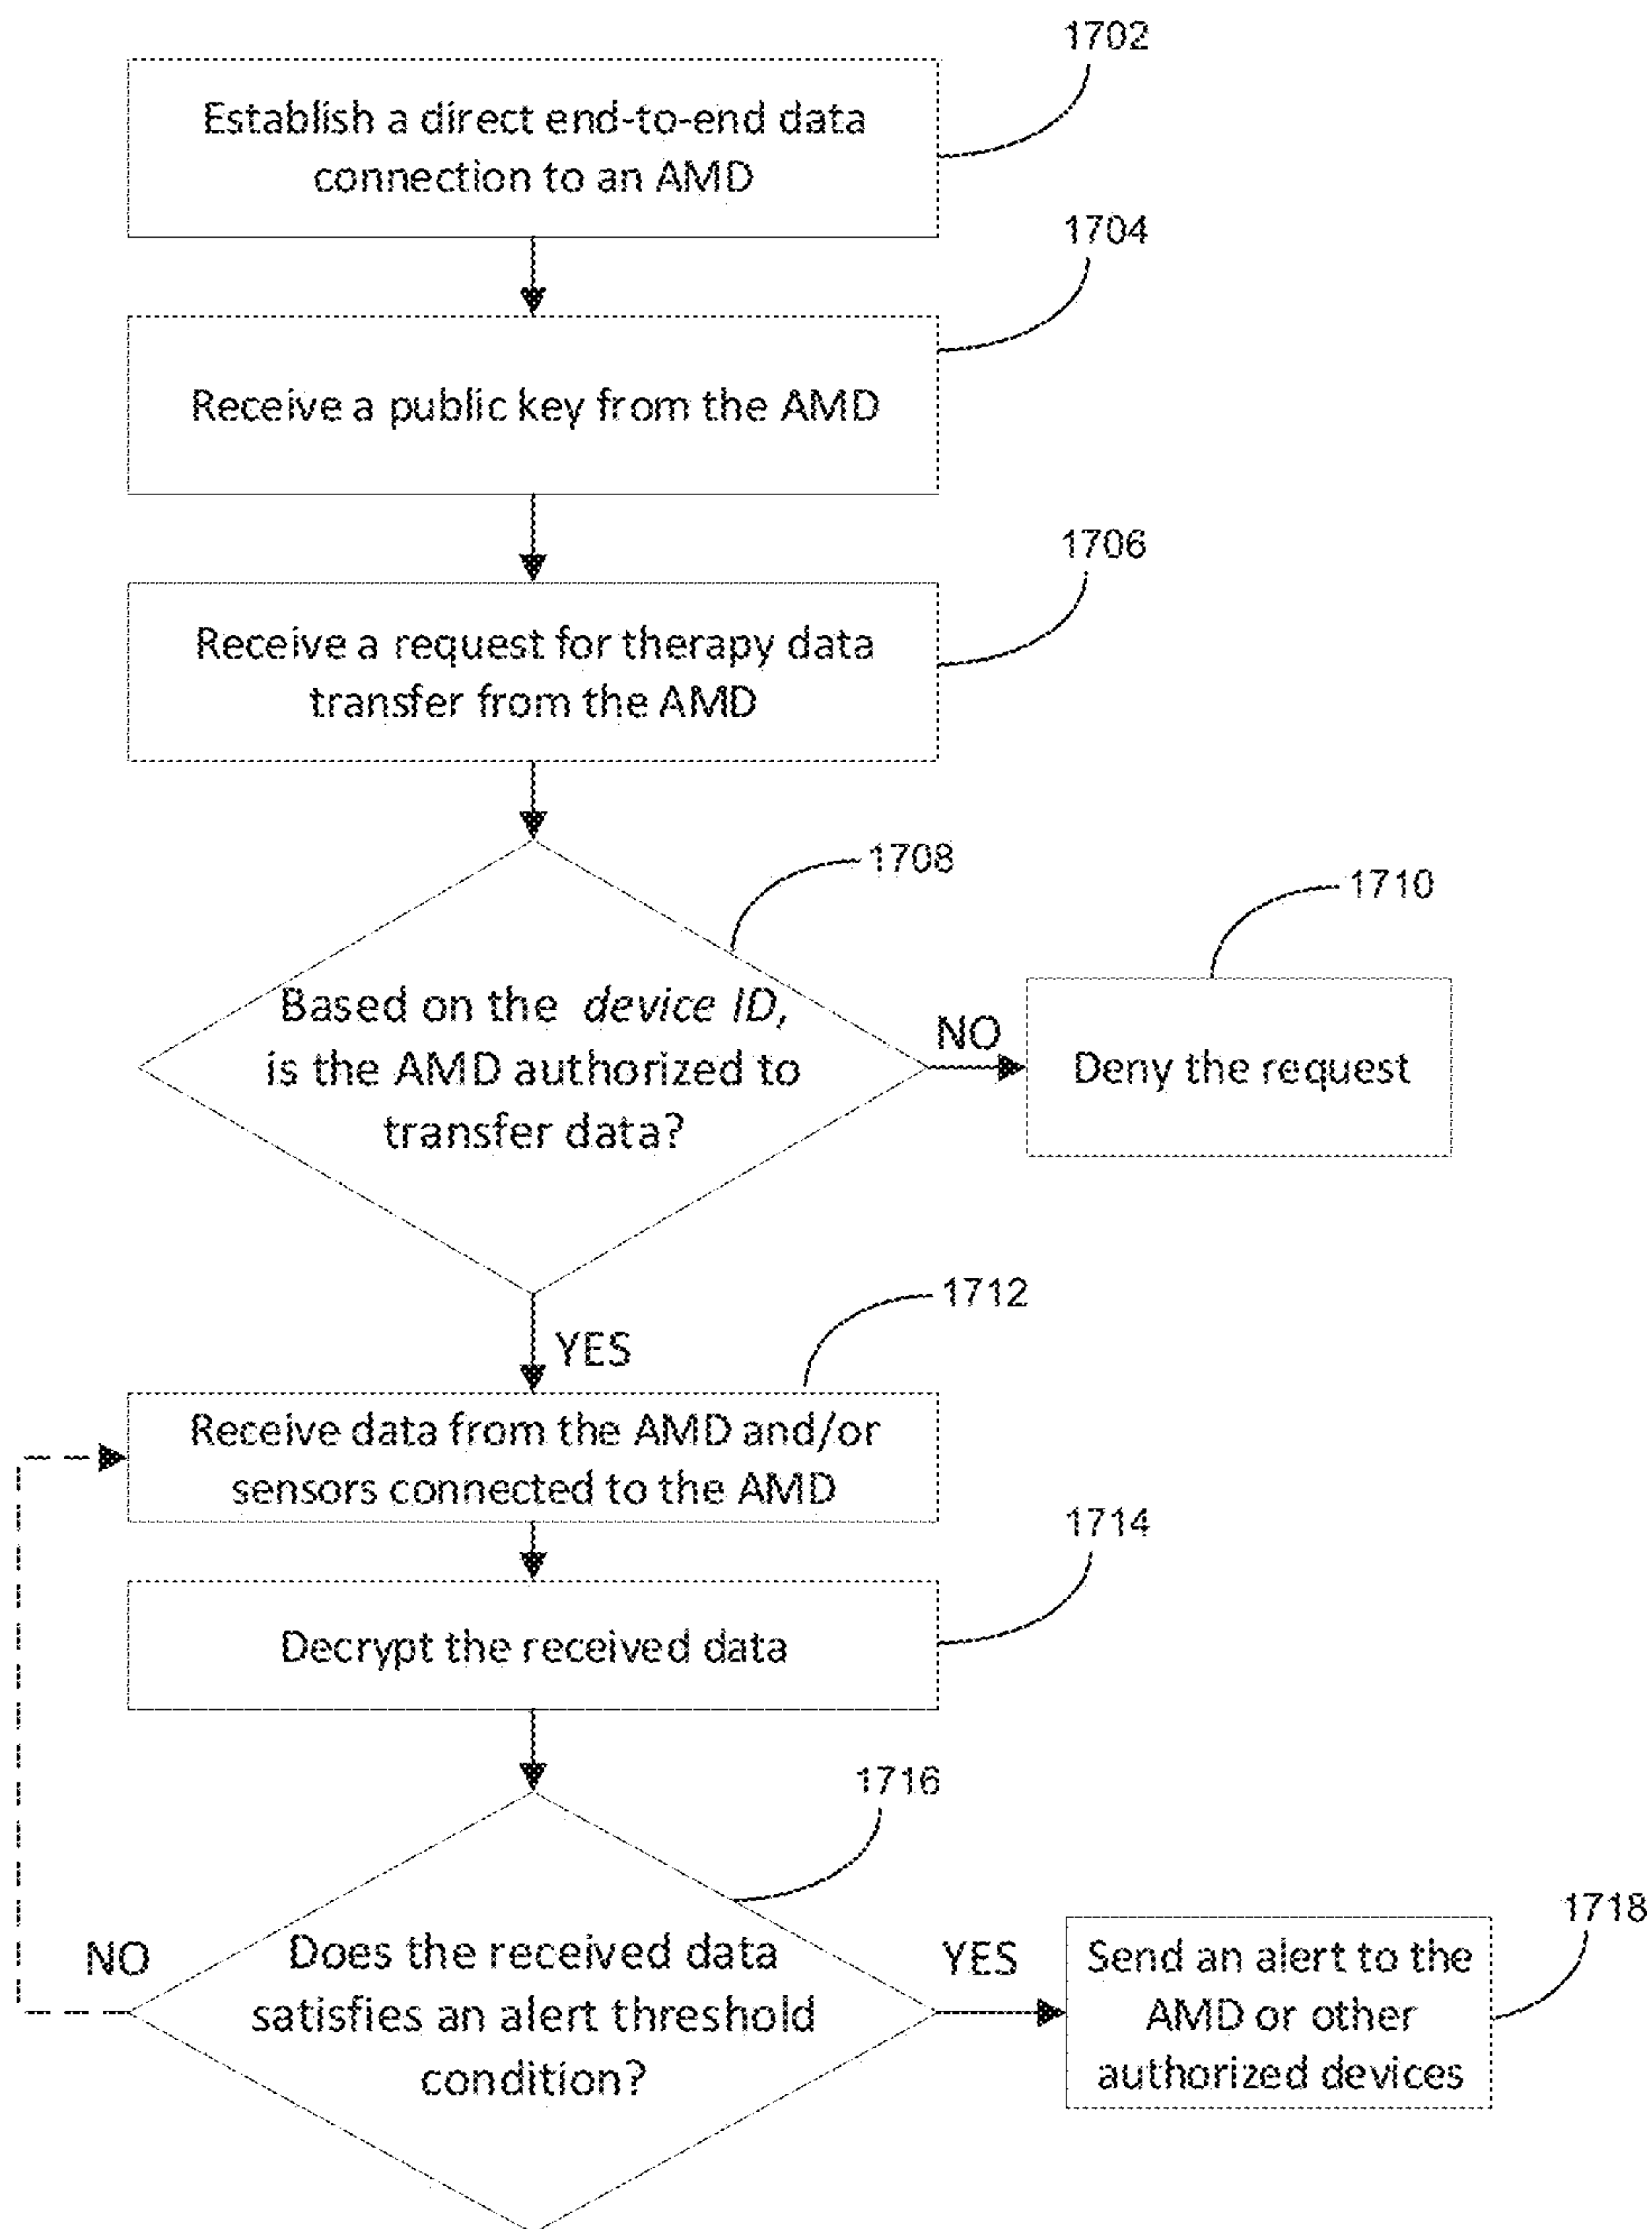 1702
Establish a direct end-to-end data
connection to an AMD
1704
Receive a public key from the AMD
1706
Receive a request for therapy data
transfer from the AMD
1708
1710
Based on the device ID,
is the AMD authorized to
transfer data?
NO
Deny the request
1712
YES
Receive data from the AMD and/or
sensors connected to the AMD
1714
Decrypt the received data
1716
1718
NO
Does the received data
satisfies an alert threshold
condition?
YES
Send an alert to the
AMD or other
authorized devices